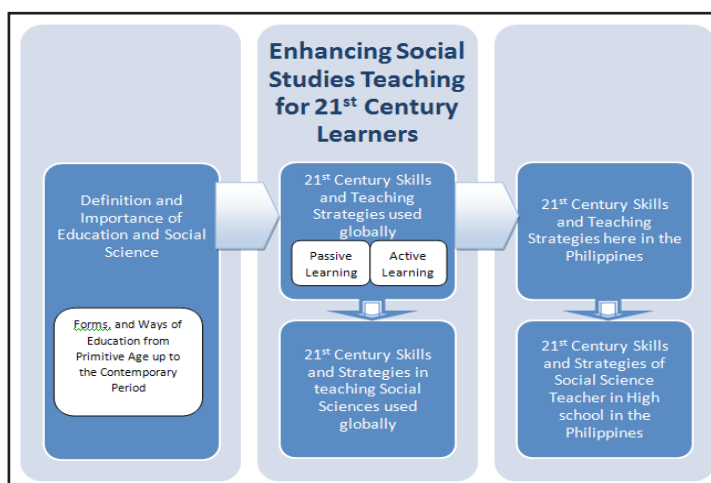 Enhancing Social
Studies Teaching
for 21st Century
Learners
Definition and
Importance of
Education and Social
Science
Forms, and Ways of
Education from
Primitive Age up to
the Contemporary
Period
21st Century Skills
and Teaching
Strategies used
globally
Passive
Learning
Active
Learning
21st Century Skills
and Strategies in
teaching Social
Sciences used
globally
21st Century Skills
and Teaching
Strategies here in the
Philippines
21st Century Skills
and Strategies of
Social Science
Teacher in High
school in the
Philippines